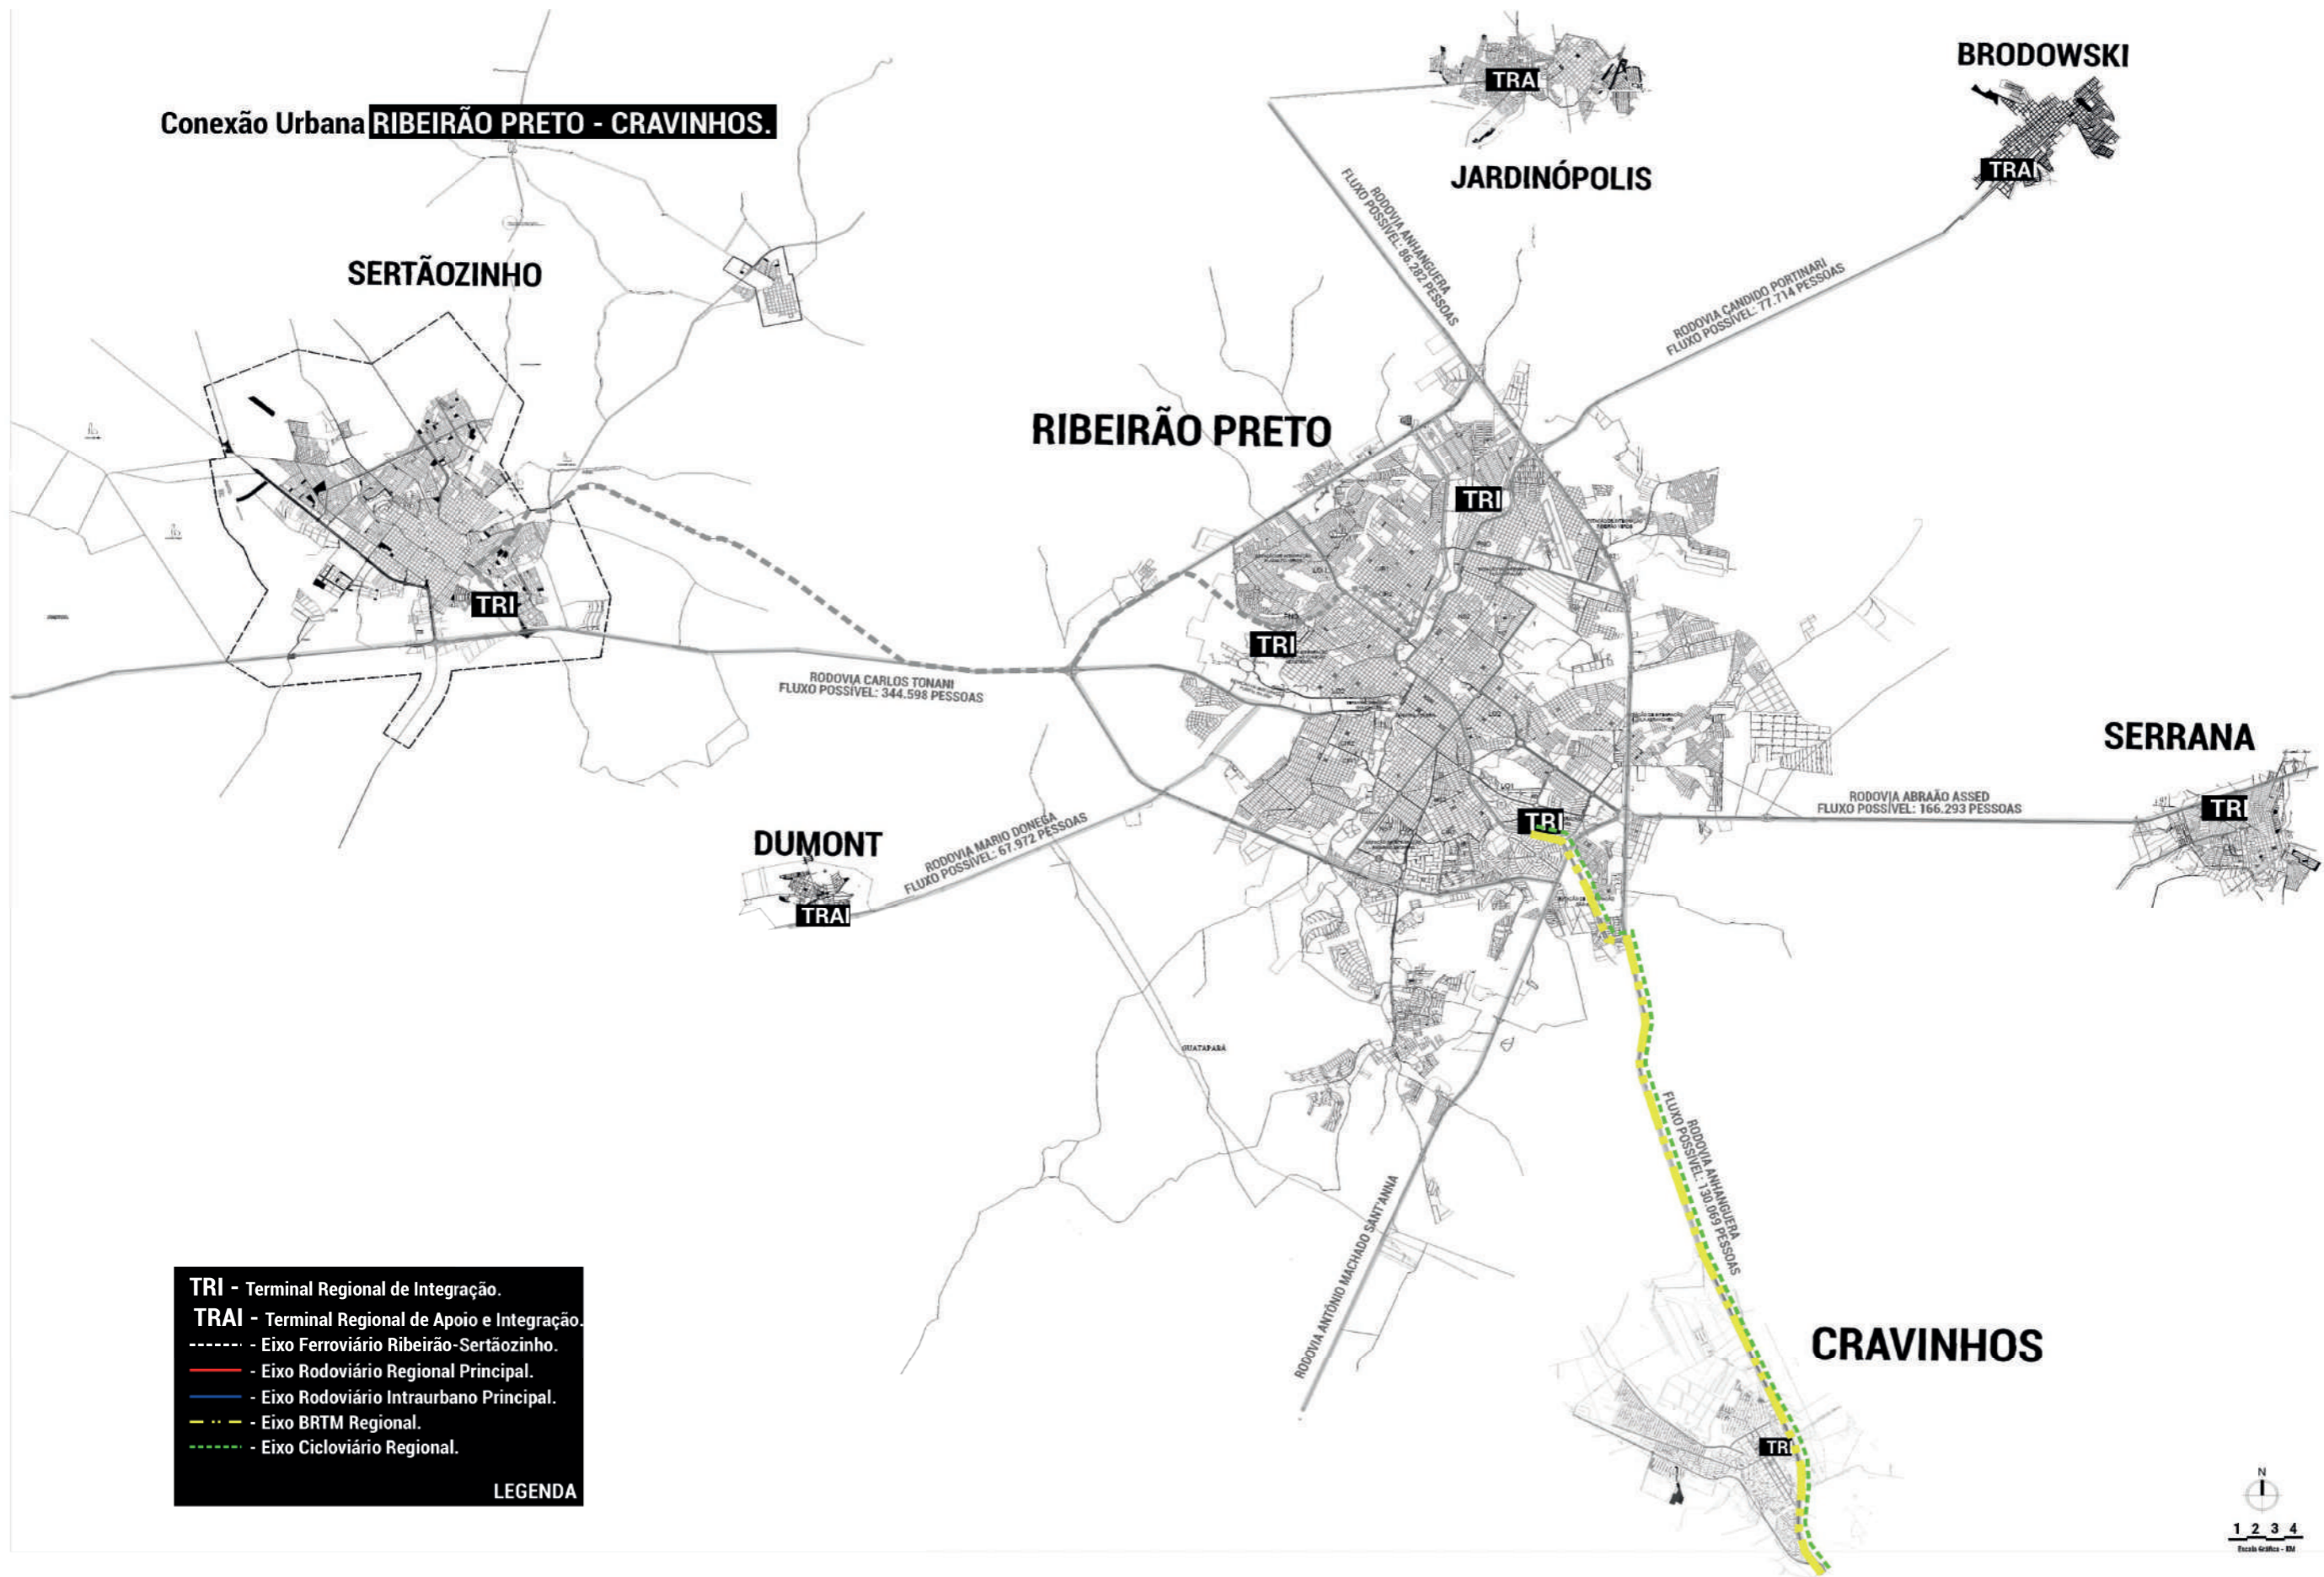 Conexão Urbana RIBEIRÃO PRETO - CRAVINHOS.
TRAI
JARDINÓPOLIS
BRODOWSKI
TRAI
SERTÃOZINHO
TRI
RODOVIA ANHANGUERA
FLUXO POSSÍVEL: 86.282 PESSOAS
RODOVIA CANDIDO PORTINARI
FLUXO POSSÍVEL: 77.714 PESSOAS
RIBEIRÃO PRETO
TRI
TRI
TRI
RODOVIA CARLOS TONANI
FLUXO POSSÍVEL: 344.598 PESSOAS
SERRANA
TRI
RODOVIA ABRAÃO ASSED
FLUXO POSSÍVEL: 166.293 PESSOAS
DUMONT
TRAI
RODOVIA MARIO DONEGA
FLUXO POSSÍVEL: 67.972 PESSOAS
GUATAPARÁ
RODOVIA ANTÔNIO MACHADO SANT'ANNA
RODOVIA ANHANGUERA
FLUXO POSSÍVEL: 130.069 PESSOAS
CRAVINHOS
TRI
TRI - Terminal Regional de Integração.
TRAI - Terminal Regional de Apoio e Integração.
- Eixo Ferroviário Ribeirão-Sertãozinho.
- Eixo Rodoviário Regional Principal.
- Eixo Rodoviário Intraurbano Principal.
- Eixo BRTM Regional.
- Eixo Cicloviário Regional.
LEGENDA
N
1 2 3 4
Escala Gráfica - KM